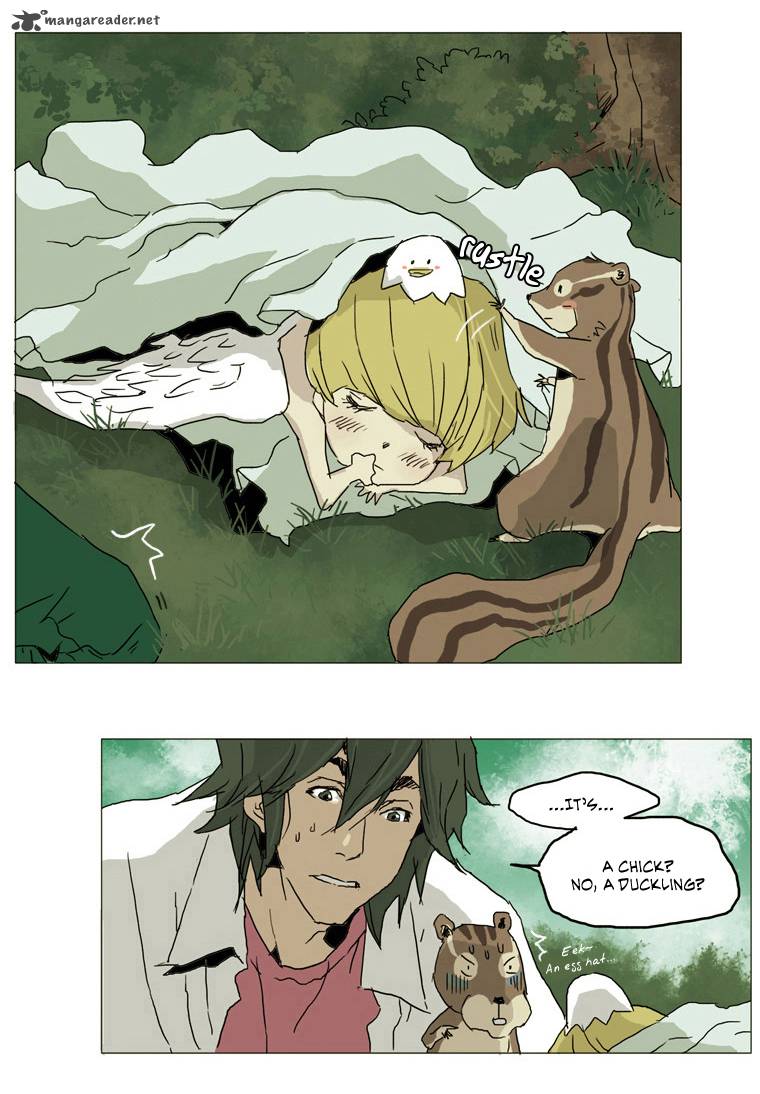 mangareader.net
rustle
...IT'S...
A CHICK?
NO, A DUCKLING?
Eek~
An egg hat...